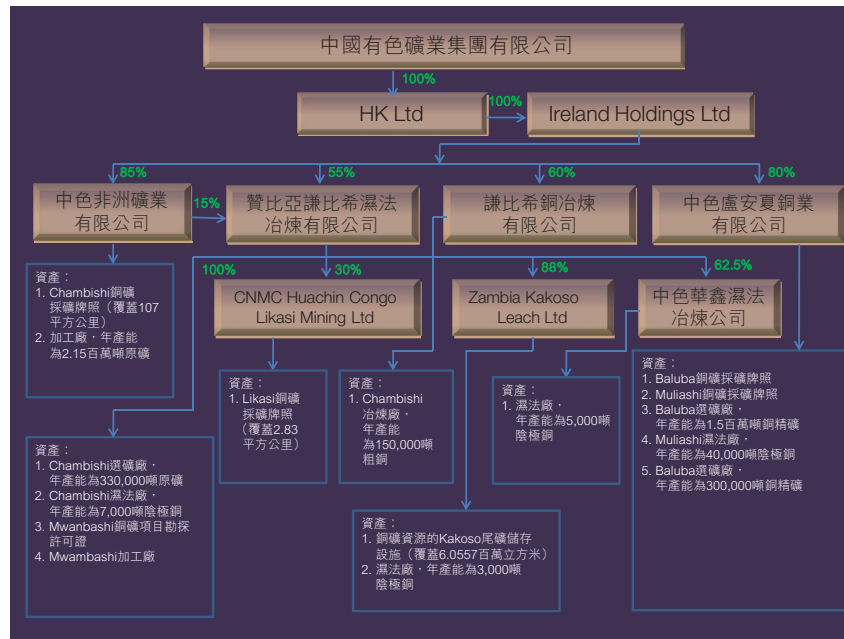 中國有色礦業集團有限公司
100%
HK Ltd
100%
Ireland Holdings Ltd
85%
55%
60%
80%
中色非洲礦業
有限公司
15%
贊比亞謙比希濕法
冶煉有限公司
謙比希銅冶煉
有限公司
中色盧安夏銅業
有限公司
資產：
1. Chambishi銅礦
採礦牌照（覆蓋107
平方公里）
2. 加工廠，年產能
為2.15百萬噸原礦
100%
30%
88%
62.5%
CNMC Huachin Congo
Likasi Mining Ltd
Zambia Kakoso
Leach Ltd
中色華鑫濕法
冶煉公司
資產：
1. Likasi銅礦
採礦牌照
（覆蓋2.83
平方公里）
資產：
1. Chambishi
冶煉廠，
年產能
為150,000噸
粗銅
資產：
1. 濕法廠，
年產能為5,000噸
陰極銅
資產：
1. Baluba銅礦採礦牌照
2. Muliashi銅礦採礦牌照
3. Baluba選礦廠，
年產能為1.5百萬噸銅精礦
4. Muliashi濕法廠，
年產能為40,000噸陰極銅
5. Baluba選礦廠，
年產能為300,000噸銅精礦
資產：
1. Chambishi選礦廠，
年產能為330,000噸原礦
2. Chambishi濕法廠，
年產能為7,000噸陰極銅
3. Mwanbashi銅礦項目勘探
許可證
4. Mwambashi加工廠
資產：
1. 銅礦資源的Kakoso尾礦儲存
設施（覆蓋6.0557百萬立方米）
2. 濕法廠，年產能為3,000噸
陰極銅